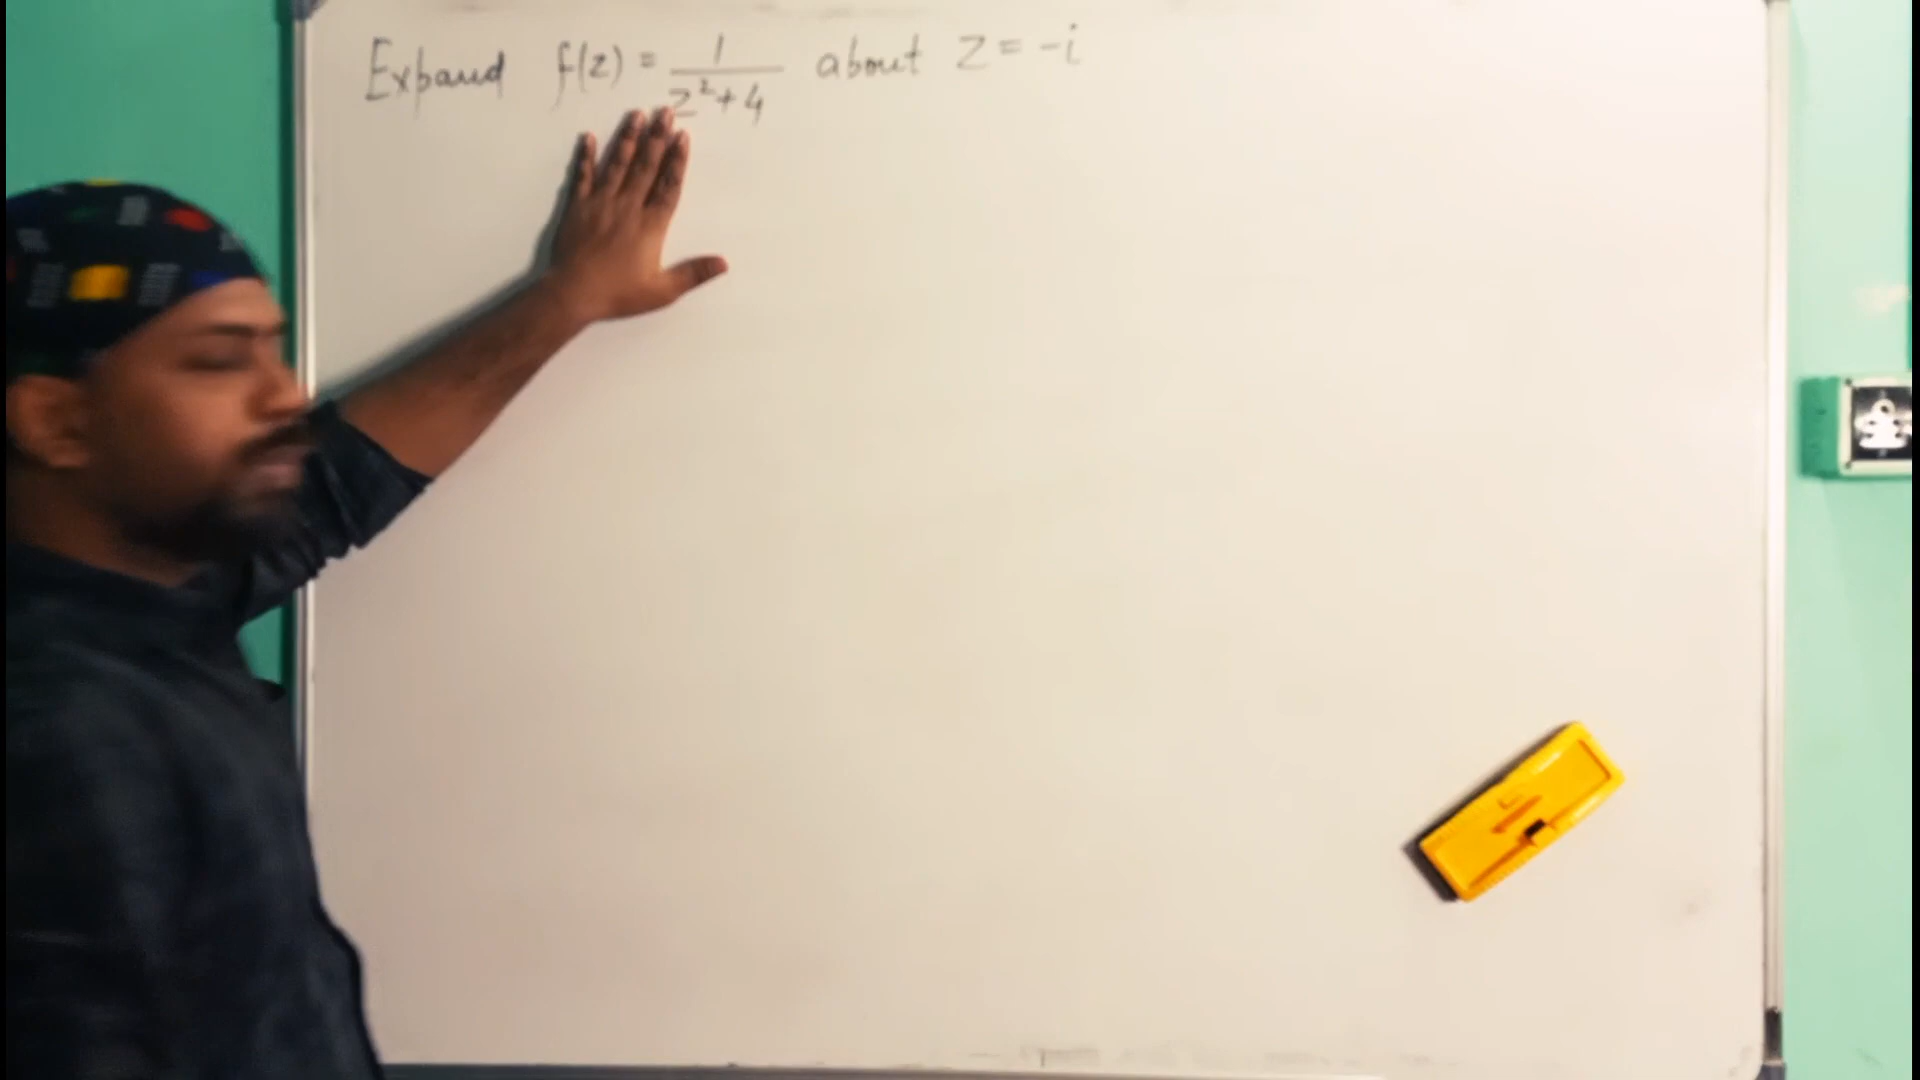 Expand f(z) = 1/(z²+4) about z = -i